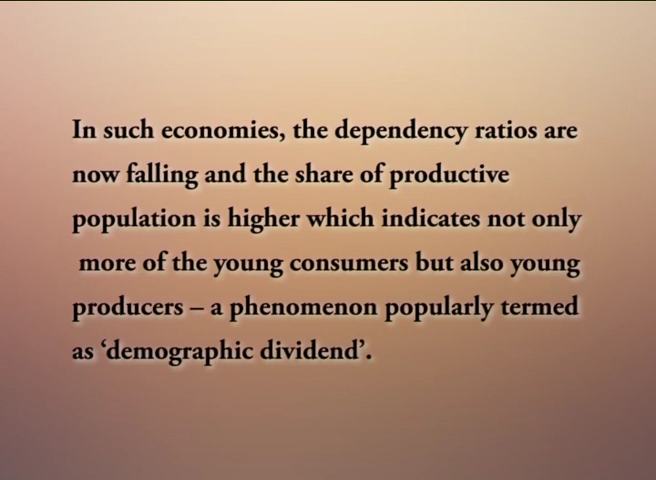 In such economies, the dependency ratios are
now falling and the share of productive
population is higher which indicates not only
more of the young consumers but also young
producers – a phenomenon popularly termed
as ‘demographic dividend’.